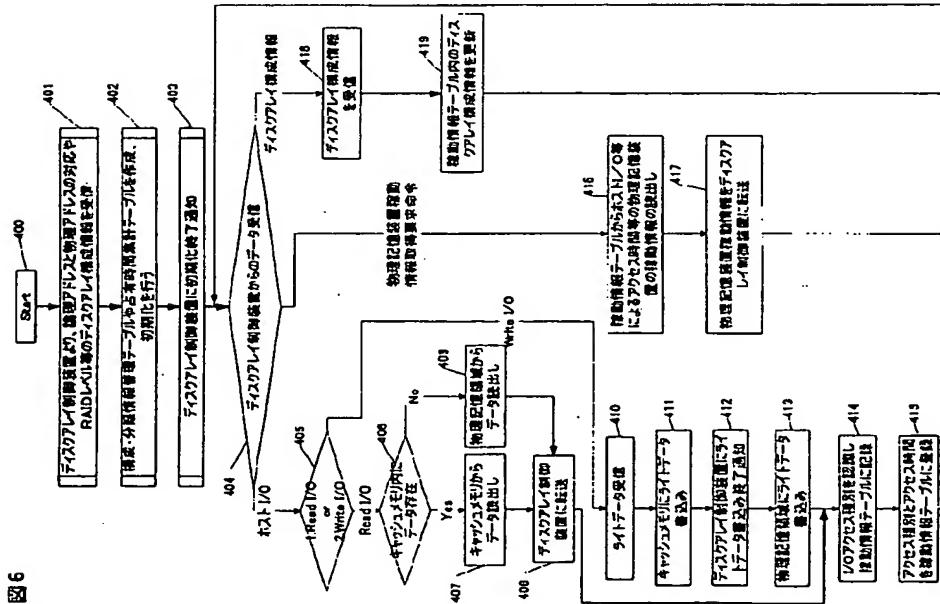 図6
400
Start
401
ディスクアレイ制御装置より、論理アドレスと物理アドレスの対応や
RAIDレベル等のディスクアレイ構成情報を受信・
402
構成・分配情報管理テーブルや占有時間累計テーブルを作成、
初期化を行う
403
ディスクアレイ制御装置に初期化終了通知
404
ディスクアレイ制御装置からのデータ受信
ホストI/O
物理記憶装置稼動
情報取得要求命令
ディスクアレイ構成情報
405
1:Read I/O
or
2:Write I/O
Read I/O
Write I/O
406
キャッシュメモリ内に
データ存在
Yes
No
407
キャッシュメモリから
データ読出し
409
物理記憶領域から
データ読出し
408
ディスクアレイ制御
装置に転送
410
ライトデータ受信
411
キャッシュメモリにライトデータ
書込み
412
ディスクアレイ制御装置にライ
トデータ書込み終了通知
413
物理記憶領域にライトデータ
書込み
414
I/Oアクセス種別を認識し
稼動情報テーブルに記録
415
アクセス種別とアクセス時間
を稼動情報テーブルに登録
416
稼動情報テーブルからホストI/O等
によるアクセス時間等の物理記憶装
置の稼動情報の読出し
417
物理記憶装置稼動情報をディスクア
レイ制御装置に転送
418
ディスクアレイ構成情報
を受信
419
稼動情報テーブル内のディス
クアレイ構成情報を更新